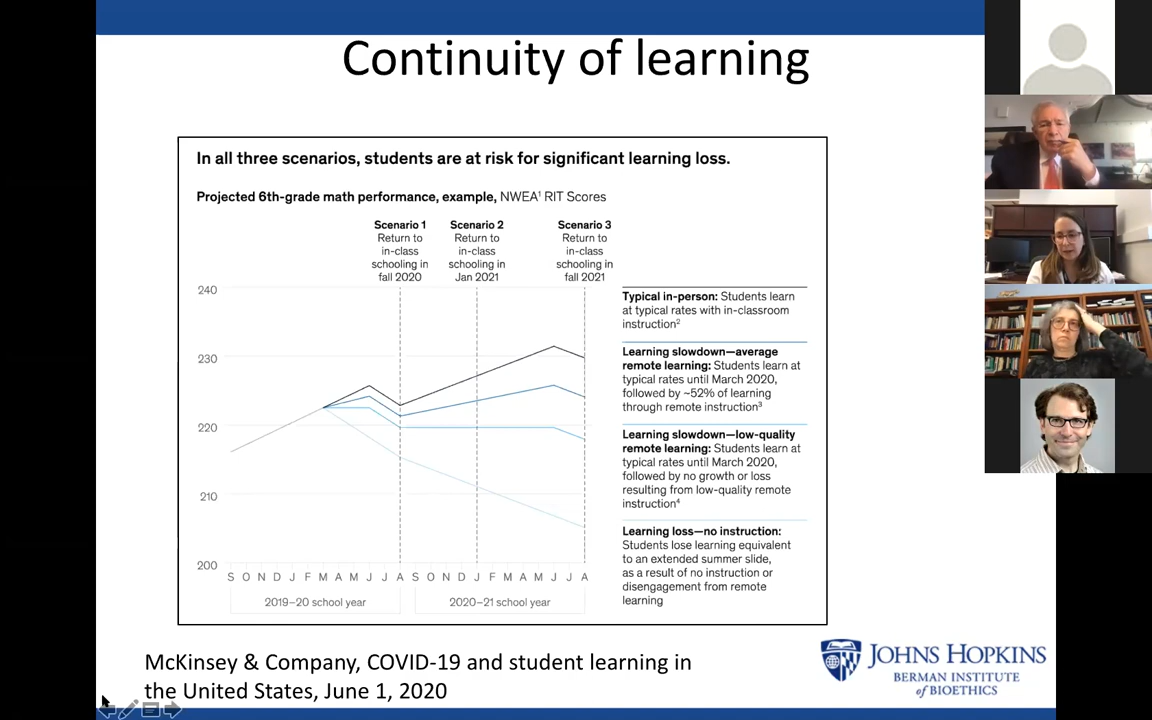 Continuity of learning
In all three scenarios, students are at risk for significant learning loss.
Projected 6th-grade math performance, example, NWEA¹ RIT Scores
Scenario 1
Return to
in-class
schooling in
fall 2020
Scenario 2
Return to
in-class
schooling in
Jan 2021
Scenario 3
Return to
in-class
schooling in
fall 2021
240
230
220
210
200
S O N D J F M A M J J A S O N D J F M A M J J A
2019–20 school year
2020–21 school year
Typical in-person: Students learn
at typical rates with in-classroom
instruction²
Learning slowdown—average
remote learning: Students learn at
typical rates until March 2020,
followed by ~52% of learning
through remote instruction³
Learning slowdown—low-quality
remote learning: Students learn at
typical rates until March 2020,
followed by no growth or loss
resulting from low-quality remote
instruction⁴
Learning loss—no instruction:
Students lose learning equivalent
to an extended summer slide,
as a result of no instruction or
disengagement from remote
learning
McKinsey & Company, COVID-19 and student learning in
the United States, June 1, 2020
JOHNS HOPKINS
BERMAN INSTITUTE
of BIOETHICS